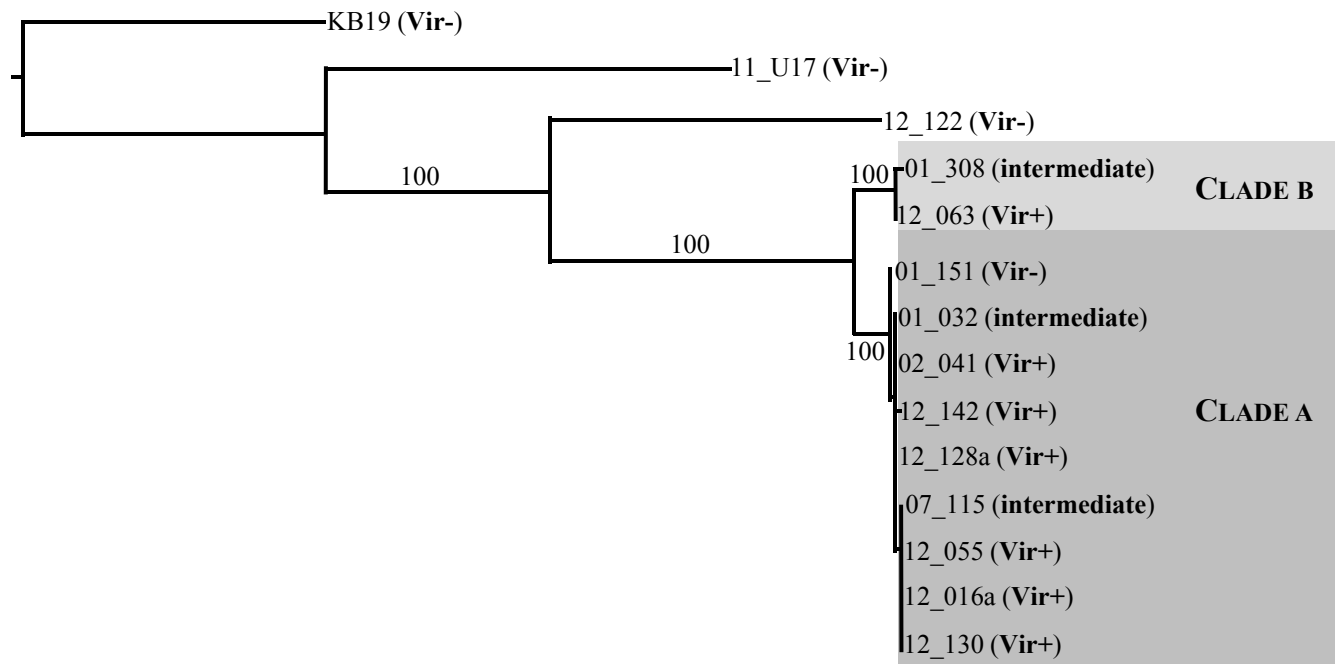 KB19 (Vir-)
11_U17 (Vir-)
12_122 (Vir-)
100
100
01_308 (intermediate)
CLADE B
12_063 (Vir+)
100
01_151 (Vir-)
01_032 (intermediate)
100
02_041 (Vir+)
12_142 (Vir+)
CLADE A
12_128a (Vir+)
07_115 (intermediate)
12_055 (Vir+)
12_016a (Vir+)
12_130 (Vir+)